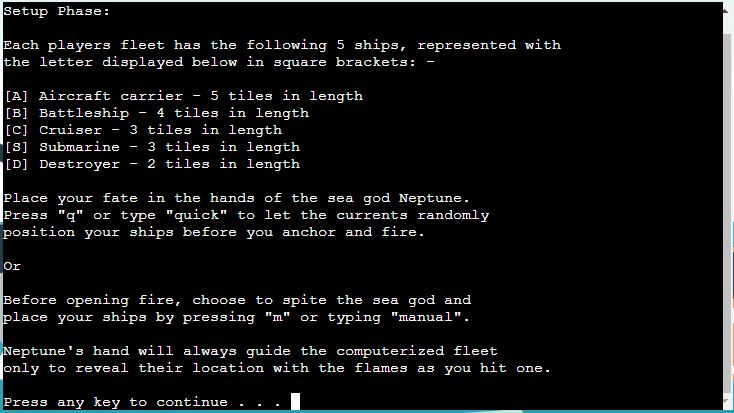 Setup Phase:
Each players fleet has the following 5 ships, represented with
the letter displayed below in square brackets: -
[A] Aircraft carrier - 5 tiles in length
[B] Battleship - 4 tiles in length
[C] Cruiser - 3 tiles in length
[S] Submarine - 3 tiles in length
[D] Destroyer - 2 tiles in length
Place your fate in the hands of the sea god Neptune.
Press "q" or type "quick" to let the currents randomly
position your ships before you anchor and fire.
Or
Before opening fire, choose to spite the sea god and
place your ships by pressing "m" or typing "manual".
Neptune's hand will always guide the computerized fleet
only to reveal their location with the flames as you hit one.
Press any key to continue . . .